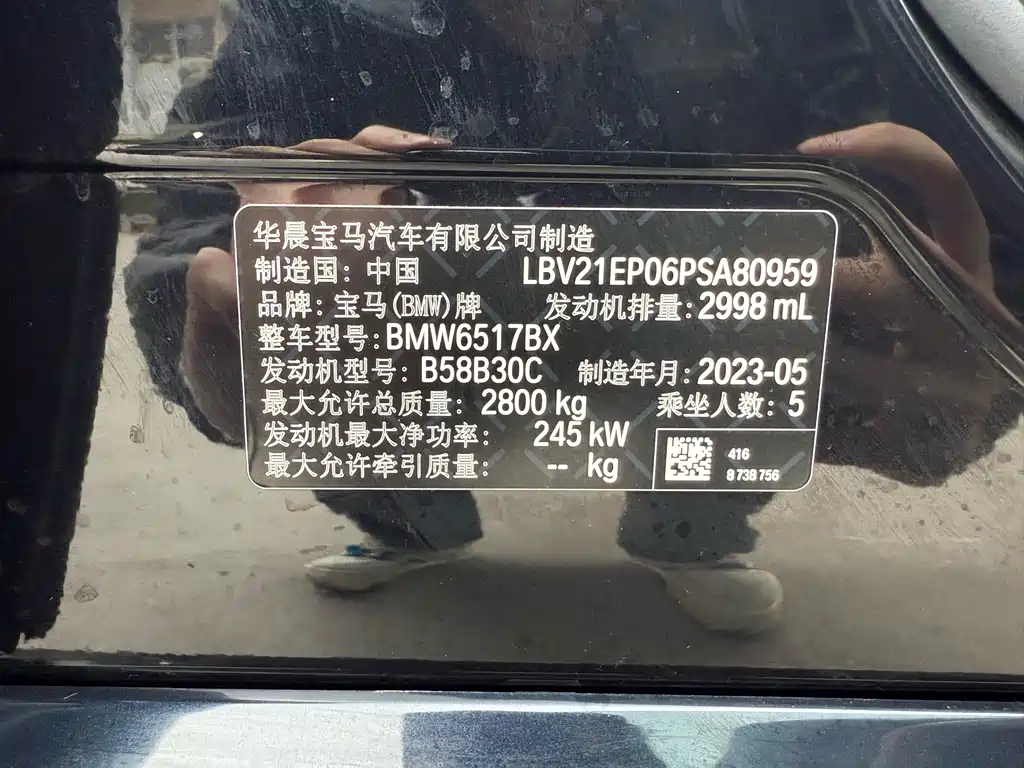 华晨宝马汽车有限公司制造
制造国：中国 LBV21EP06PSA80959
品牌：宝马(BMW)牌 发动机排量：2998 mL
整车型号：BMW6517BX
发动机型号：B58B30C 制造年月：2023-05
最大允许总质量：2800 kg 乘坐人数：5
发动机最大净功率：245 kW
最大允许牵引质量：-- kg
416
8 738 756